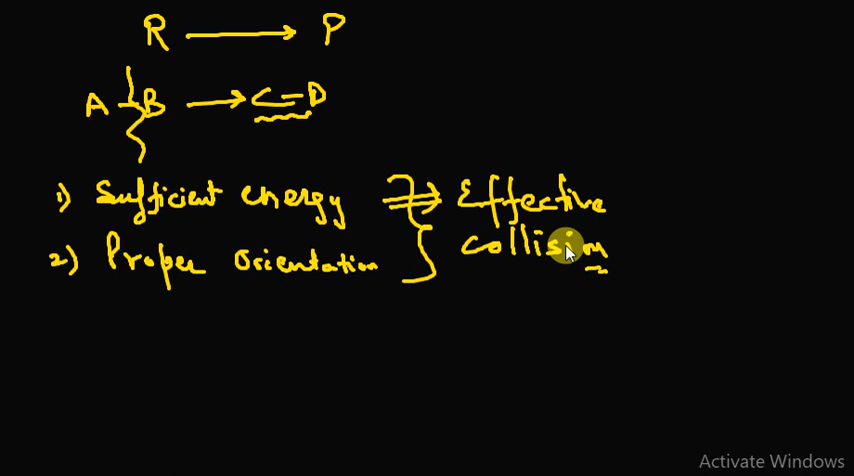 R → P
A - B → C = D
1) Sufficient energy ⇒ Effective
2) Proper orientation } Collision
Activate Windows